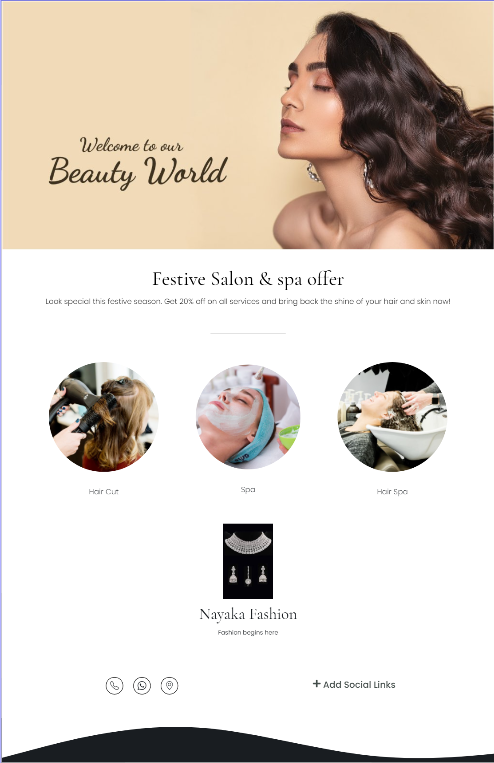 Welcome to our
Beauty World
Festive Salon & spa offer
Look special this festive season. Get 20% off on all services and bring back the shine of your hair and skin now!
Hair Cut
Spa
Hair Spa
Nayaka Fashion
Fashion begins here
+ Add Social Links